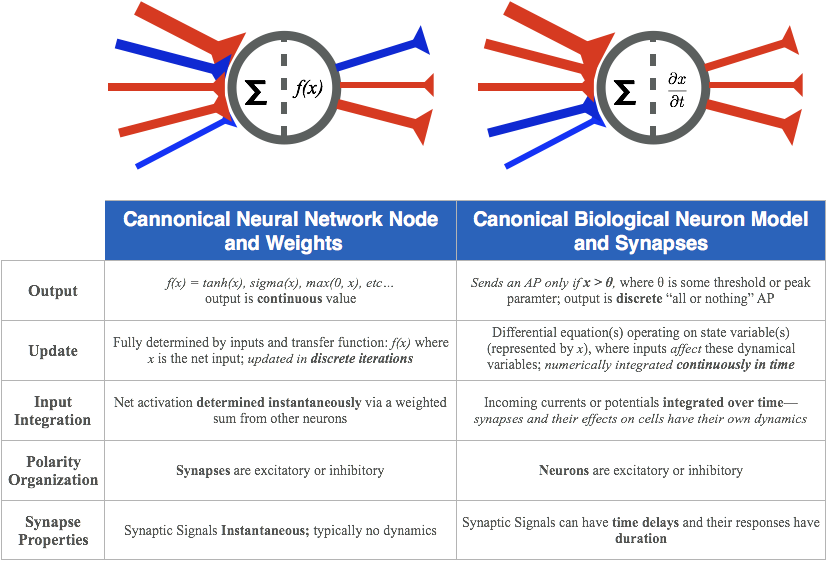 Σ f(x)
Σ ∂x/∂t
Cannonical Neural Network Node
and Weights
Canonical Biological Neuron Model
and Synapses
Output
f(x) = tanh(x), sigma(x), max(0, x), etc…
output is continuous value
Sends an AP only if x > θ, where θ is some threshold or peak
paramter; output is discrete “all or nothing” AP
Update
Fully determined by inputs and transfer function: f(x) where
x is the net input; updated in discrete iterations
Differential equation(s) operating on state variable(s)
(represented by x), where inputs affect these dynamical
variables; numerically integrated continuously in time
Input
Integration
Net activation determined instantaneously via a weighted
sum from other neurons
Incoming currents or potentials integrated over time—
synapses and their effects on cells have their own dynamics
Polarity
Organization
Synapses are excitatory or inhibitory
Neurons are excitatory or inhibitory
Synapse
Properties
Synaptic Signals Instantaneous; typically no dynamics
Synaptic Signals can have time delays and their responses have
duration